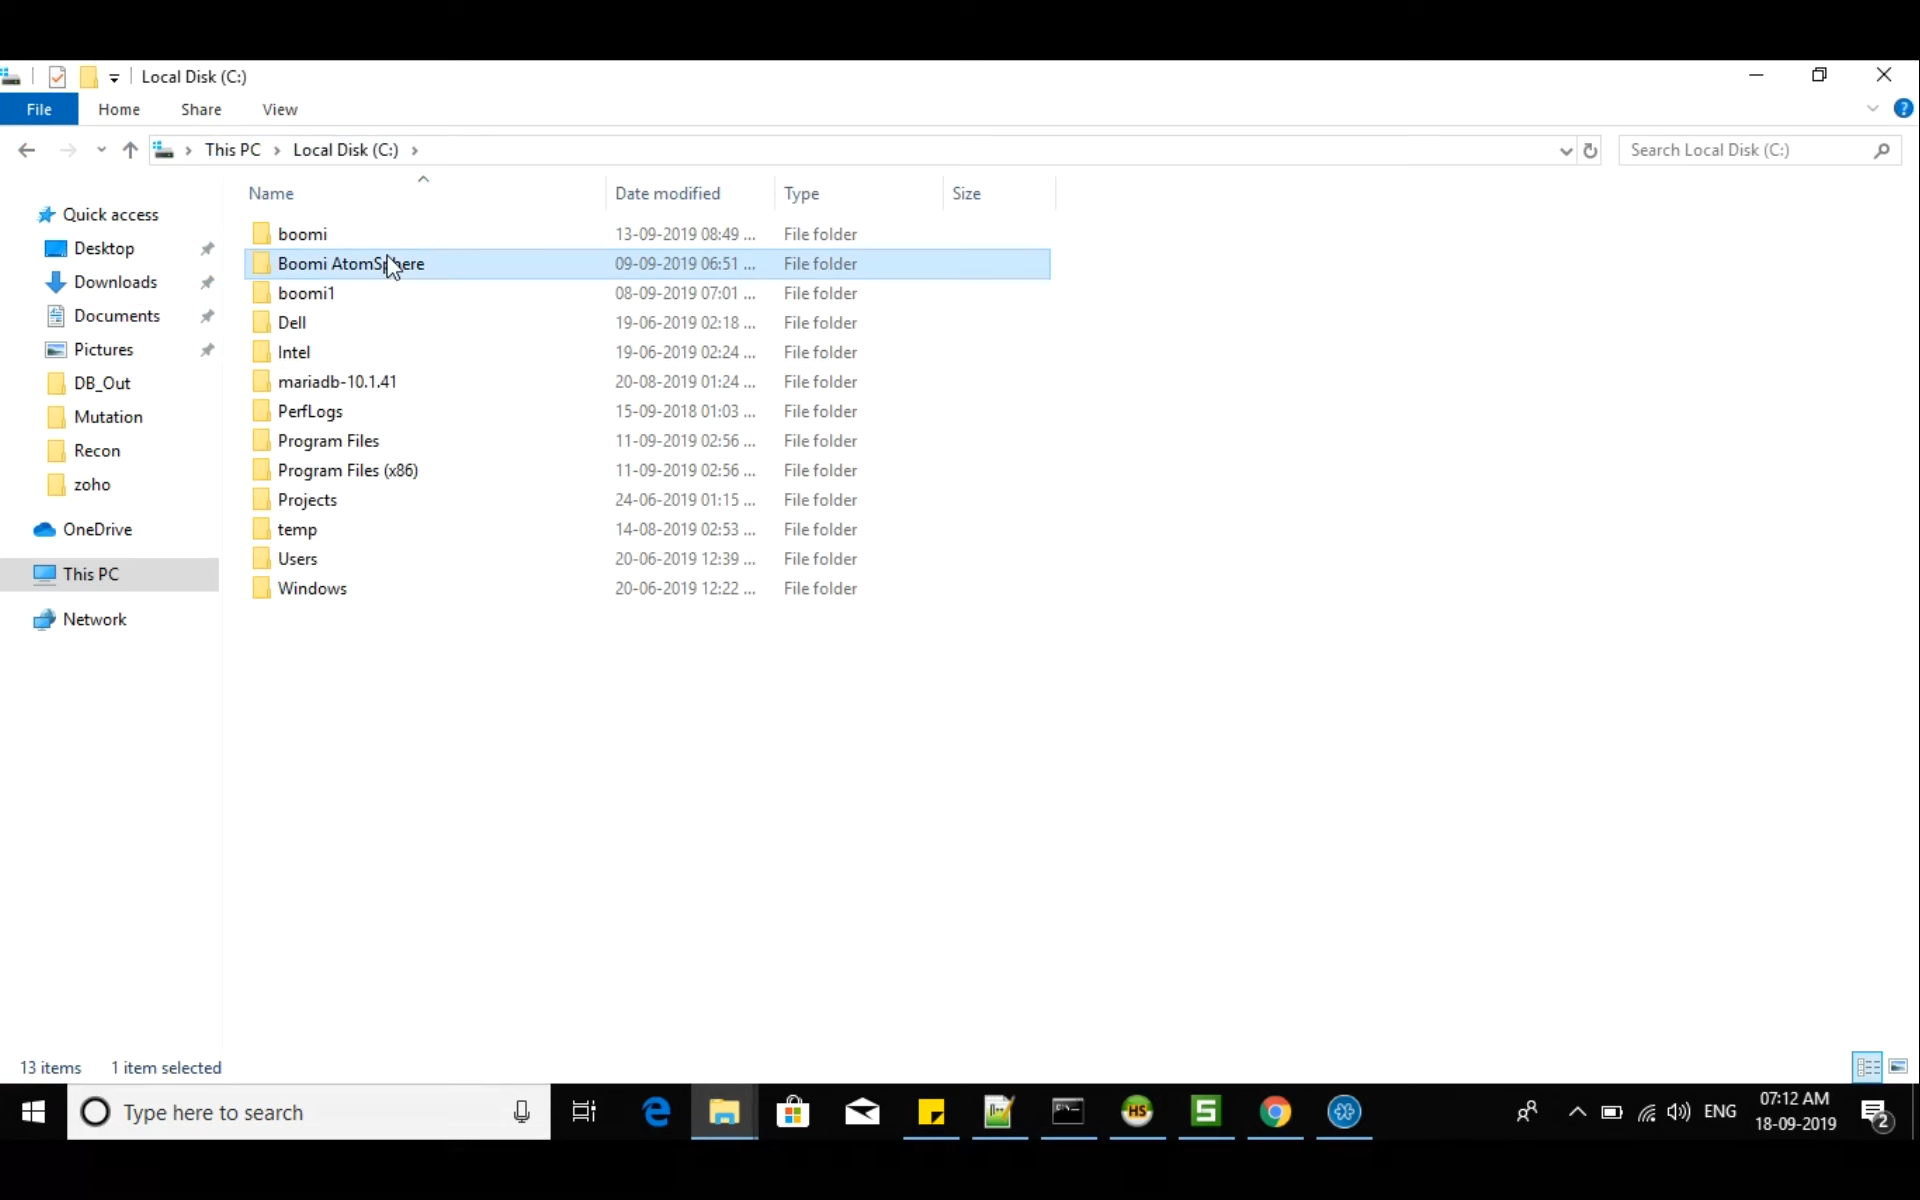 Local Disk (C:)
File Home Share View
This PC Local Disk (C:) Search Local Disk (C:)
Name Date modified Type Size
Quick access
Desktop
Downloads
Documents
Pictures
DB_Out
Mutation
Recon
zoho
OneDrive
This PC
Network
boomi 13-09-2019 08:49 ... File folder
Boomi AtomSphere 09-09-2019 06:51 ... File folder
boomi1 08-09-2019 07:01 ... File folder
Dell 19-06-2019 02:18 ... File folder
Intel 19-06-2019 02:24 ... File folder
mariadb-10.1.41 20-08-2019 01:24 ... File folder
PerfLogs 15-09-2018 01:03 ... File folder
Program Files 11-09-2019 02:56 ... File folder
Program Files (x86) 11-09-2019 02:56 ... File folder
Projects 24-06-2019 01:15 ... File folder
temp 14-08-2019 02:53 ... File folder
Users 20-06-2019 12:39 ... File folder
Windows 20-06-2019 12:22 ... File folder
13 items 1 item selected
Type here to search
HS
S
ENG
07:12 AM
18-09-2019
2